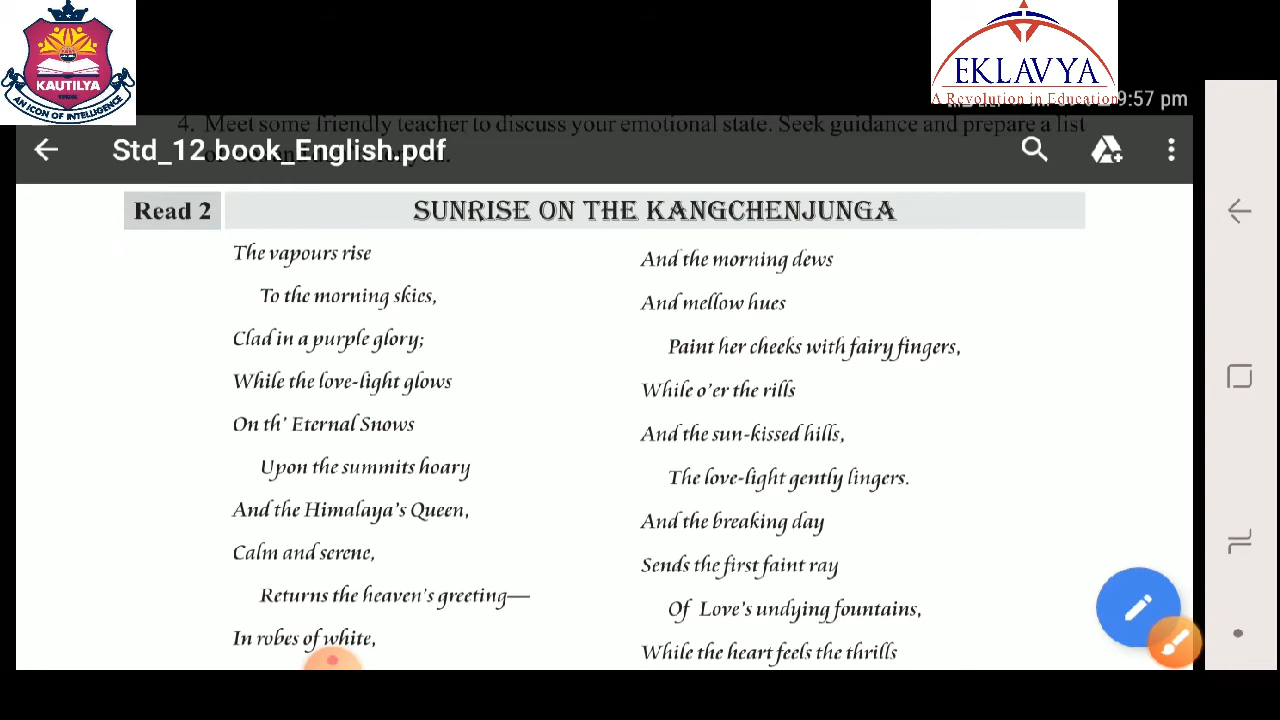 KAUTILYA
AN ICON OF INTELLIGENCE
EKLAVYA
A Revolution in Education
9:57 pm
4. Meet some friendly teacher to discuss your emotional state. Seek guidance and prepare a list
Std_12 book_English.pdf
Read 2
SUNRISE ON THE KANGCHENJUNGA
The vapours rise
To the morning skies,
Clad in a purple glory;
While the love-light glows
On th' Eternal Snows
Upon the summits hoary
And the Himalaya's Queen,
Calm and serene,
Returns the heaven's greeting—
In robes of white,
And the morning dews
And mellow hues
Paint her cheeks with fairy fingers,
While o'er the rills
And the sun-kissed hills,
The love-light gently lingers.
And the breaking day
Sends the first faint ray
Of Love's undying fountains,
While the heart feels the thrills